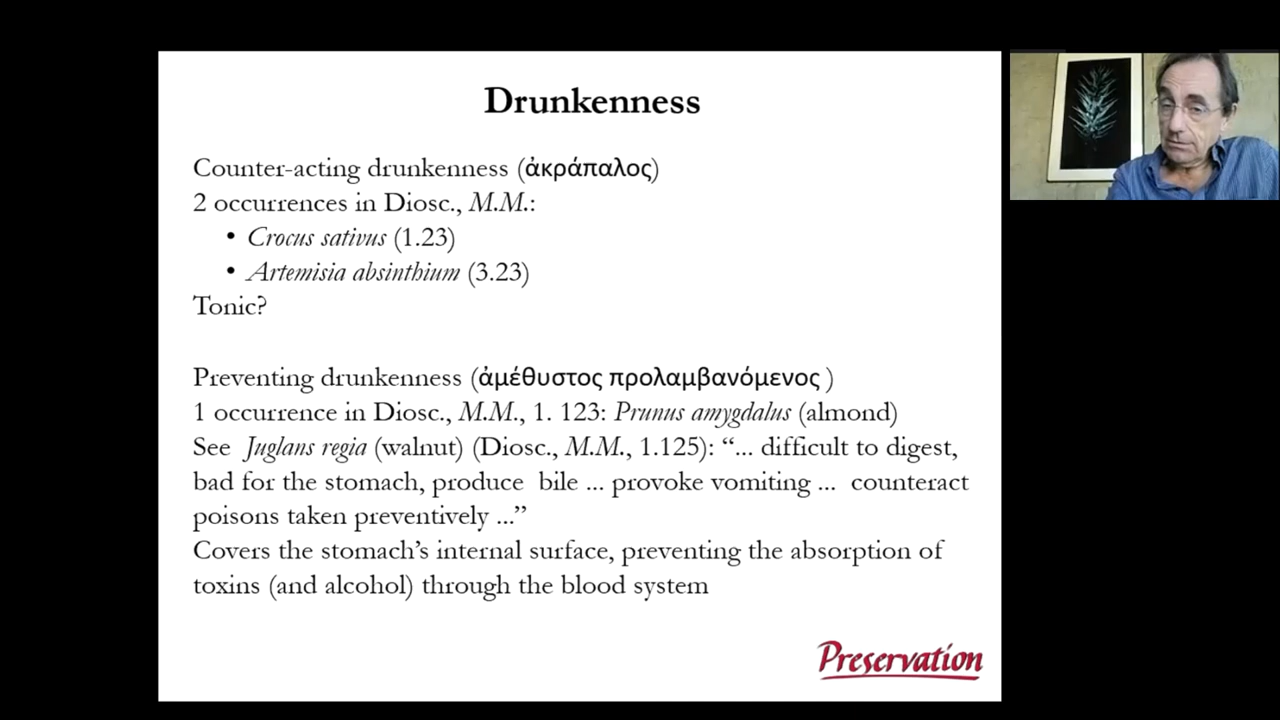 Drunkenness
Counter-acting drunkenness (ἀκράπαλος)
2 occurrences in Diosc., M.M.:
• Crocus sativus (1.23)
• Artemisia absinthium (3.23)
Tonic?
Preventing drunkenness (ἀμέθυστος προλαμβανόμενος )
1 occurrence in Diosc., M.M., 1. 123: Prunus amygdalus (almond)
See Juglans regia (walnut) (Diosc., M.M., 1.125): “... difficult to digest,
bad for the stomach, produce bile ... provoke vomiting ... counteract
poisons taken preventively ...”
Covers the stomach’s internal surface, preventing the absorption of
toxins (and alcohol) through the blood system
Preservation